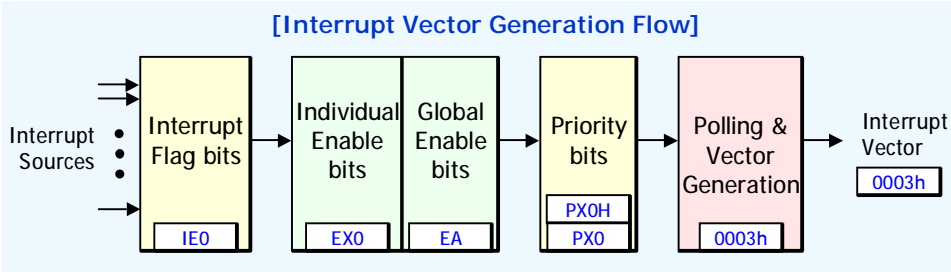 [Interrupt Vector Generation Flow]
Interrupt
Sources
Interrupt
Flag bits
IE0
Individual
Enable
bits
EX0
Global
Enable
bits
EA
Priority
bits
PX0H
PX0
Polling &
Vector
Generation
0003h
Interrupt
Vector
0003h